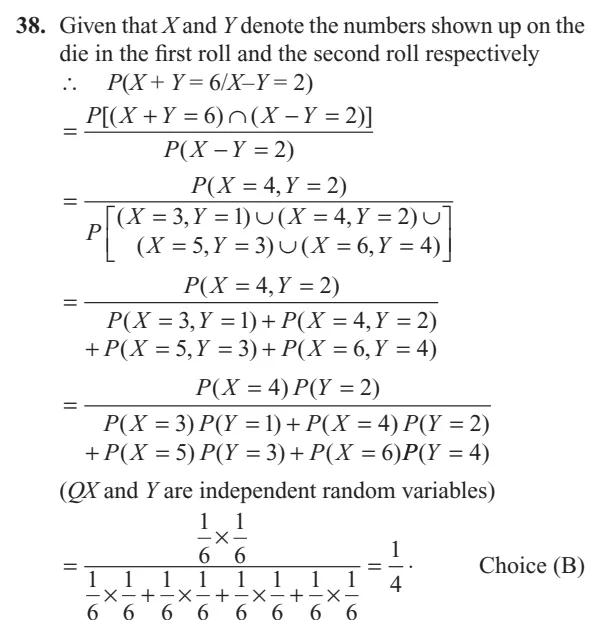 38. Given that X and Y denote the numbers shown up on the
die in the first roll and the second roll respectively
∴ P(X + Y = 6/X–Y = 2)
= P[(X + Y = 6) ∩ (X – Y = 2)] / P(X – Y = 2)
= P(X = 4, Y = 2) / P[(X = 3, Y = 1) ∪ (X = 4, Y = 2) ∪ (X = 5, Y = 3) ∪ (X = 6, Y = 4)]
= P(X = 4, Y = 2) / P(X = 3, Y = 1) + P(X = 4, Y = 2) + P(X = 5, Y = 3) + P(X = 6, Y = 4)
= P(X = 4) P(Y = 2) / P(X = 3) P(Y = 1) + P(X = 4) P(Y = 2) + P(X = 5) P(Y = 3) + P(X = 6)P(Y = 4)
(QX and Y are independent random variables)
= 1/6 × 1/6 / 1/6 × 1/6 + 1/6 × 1/6 + 1/6 × 1/6 + 1/6 × 1/6 = 1/4 · Choice (B)